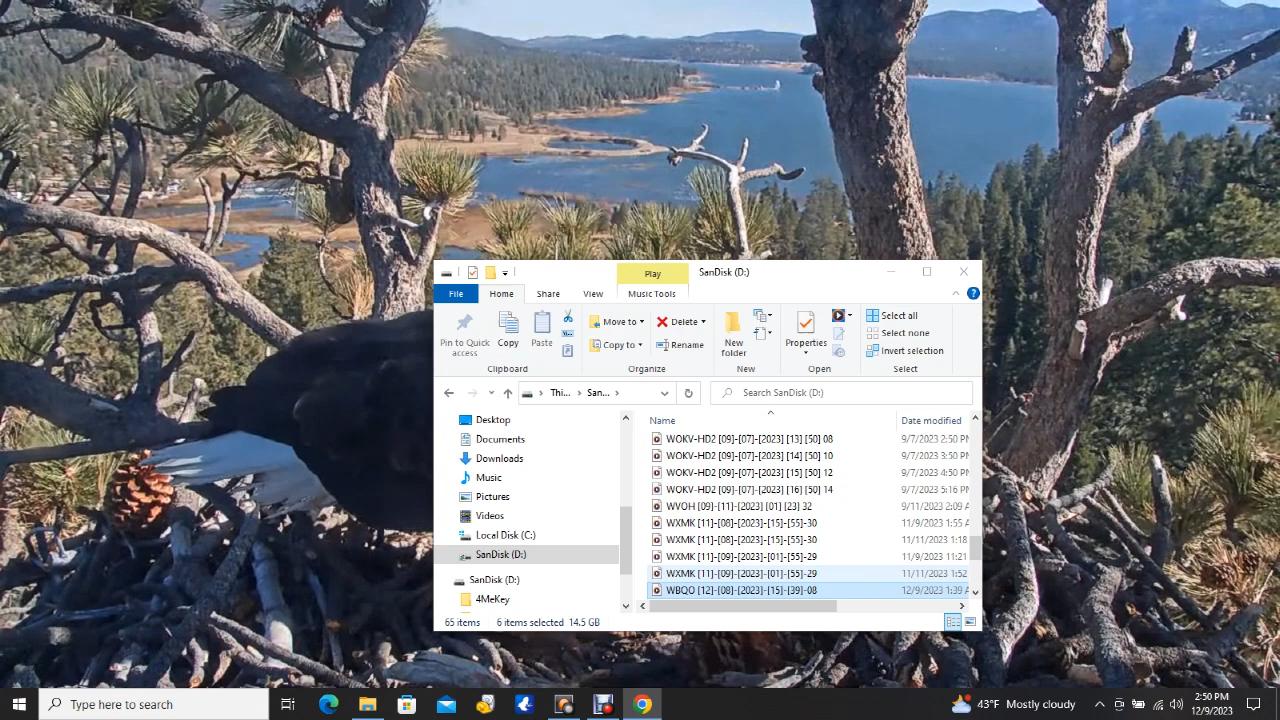 Play
SanDisk (D:)
File
Home
Share
View
Music Tools
Pin to Quick access
Copy
Paste
Move to
Copy to
Delete
Rename
New folder
Properties
Select all
Select none
Invert selection
Clipboard
Organize
New
Open
Select
Thi...
San...
Search SanDisk (D:)
Name
Date modified
Desktop
Documents
Downloads
Music
Pictures
Videos
Local Disk (C:)
SanDisk (D:)
SanDisk (D:)
4MeKey
WOKV-HD2 [09]-[07]-[2023] [13] [50] 08 9/7/2023 2:50 PM
WOKV-HD2 [09]-[07]-[2023] [14] [50] 10 9/7/2023 3:50 PM
WOKV-HD2 [09]-[07]-[2023] [15] [50] 12 9/7/2023 4:50 PM
WOKV-HD2 [09]-[07]-[2023] [16] [50] 14 9/7/2023 5:16 PM
WVOH [09]-[11]-[2023] [01] [23] 32 9/11/2023 2:09 A
WXMK [11]-[08]-[2023]-[15]-[55]-30 11/9/2023 1:55 A
WXMK [11]-[08]-[2023]-[15]-[55]-30 11/11/2023 1:18
WXMK [11]-[09]-[2023]-[01]-[55]-29 11/9/2023 11:21
WXMK [11]-[09]-[2023]-[01]-[55]-29 11/11/2023 1:52
WBQO [12]-[08]-[2023]-[15]-[39]-08 12/9/2023 1:39 A
65 items
6 items selected 14.5 GB
Type here to search
43°F Mostly cloudy
2:50 PM
12/9/2023